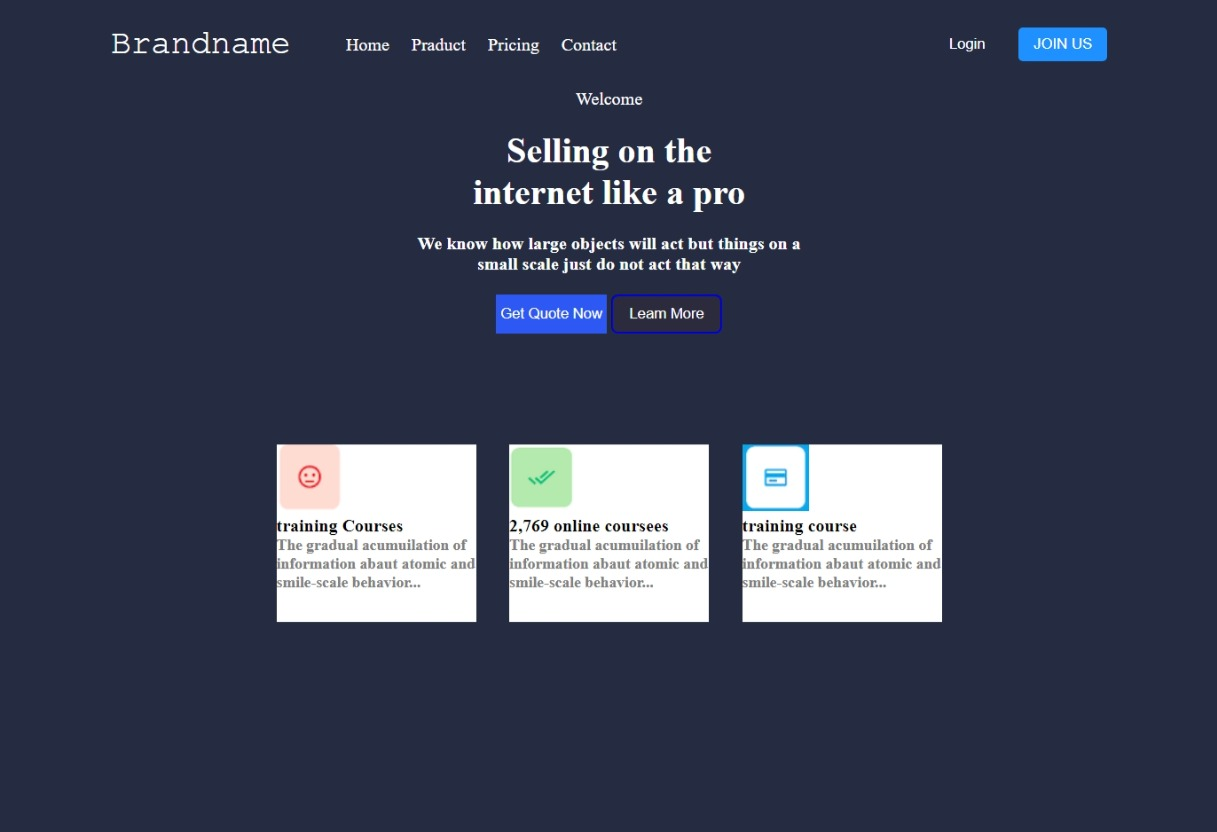 Brandname
Home Praduct Pricing Contact
Login
JOIN US
Welcome
Selling on the
internet like a pro
We know how large objects will act but things on a
small scale just do not act that way
Get Quote Now
Leam More
training Courses
The gradual acumuilation of
information abaut atomic and
smile-scale behavior...
2,769 online coursees
The gradual acumuilation of
information abaut atomic and
smile-scale behavior...
training course
The gradual acumuilation of
information abaut atomic and
smile-scale behavior...